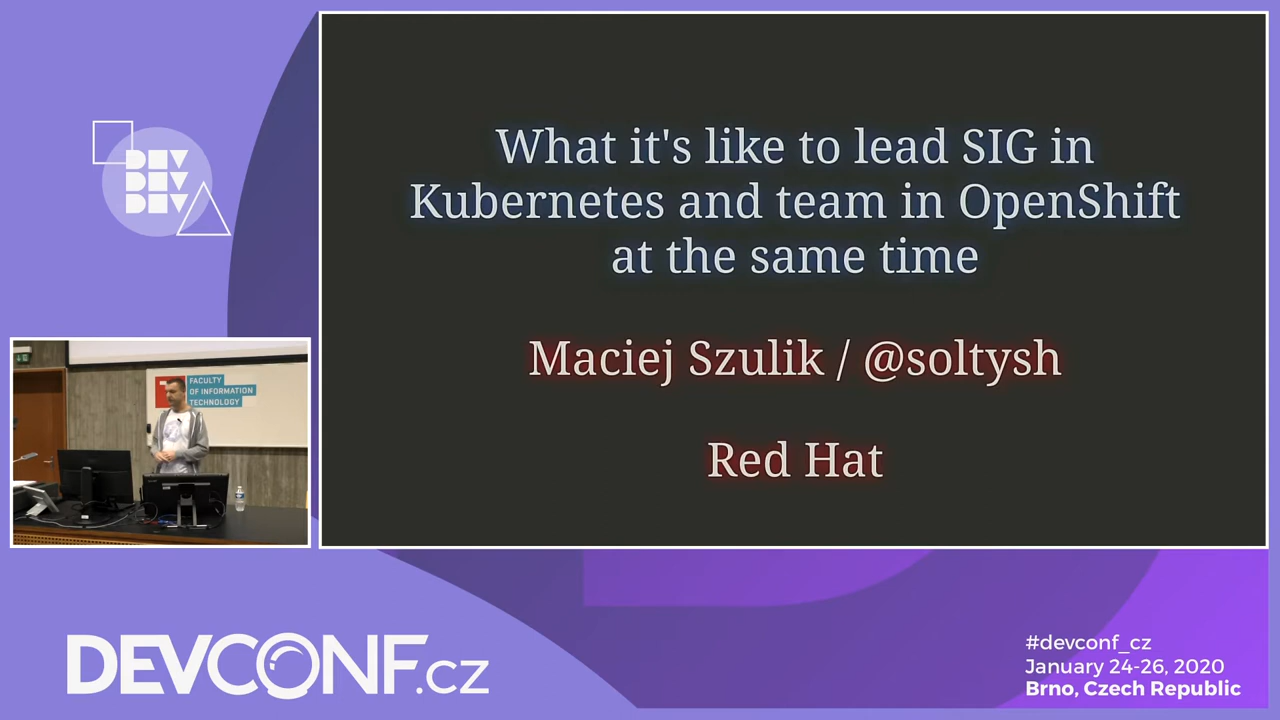 What it's like to lead SIG in
Kubernetes and team in OpenShift
at the same time
Maciej Szulik / @soltysh
Red Hat
DEV
DEV
DEV
FACULTY
OF INFORMATION
TECHNOLOGY
DEVCONF.cz
#devconf_cz
January 24-26, 2020
Brno, Czech Republic